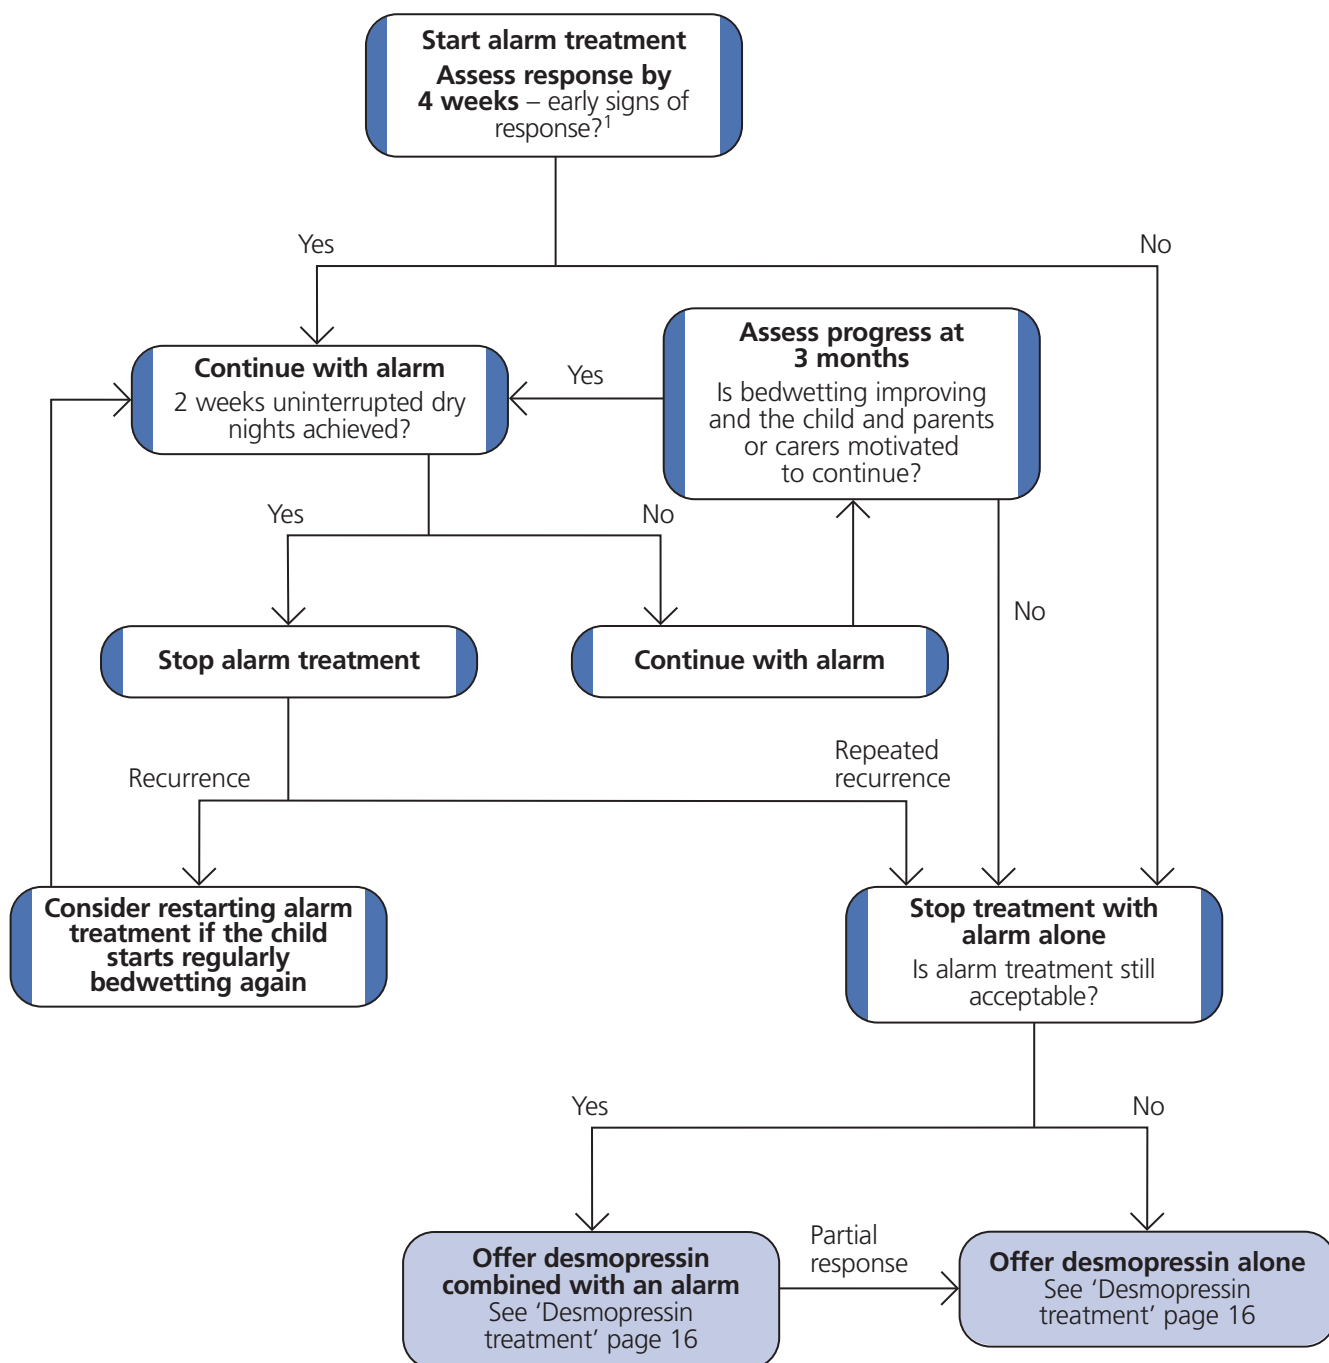 Start alarm treatment
Assess response by
4 weeks – early signs of
response?1
Yes
No
Continue with alarm
2 weeks uninterrupted dry
nights achieved?
Yes
Assess progress at
3 months
Is bedwetting improving
and the child and parents
or carers motivated
to continue?
Yes
No
No
Stop alarm treatment
Continue with alarm
Recurrence
Repeated
recurrence
Consider restarting alarm
treatment if the child
starts regularly
bedwetting again
Stop treatment with
alarm alone
Is alarm treatment still
acceptable?
Yes
No
Offer desmopressin
combined with an alarm
See ‘Desmopressin
treatment’ page 16
Partial
response
Offer desmopressin alone
See ‘Desmopressin
treatment’ page 16